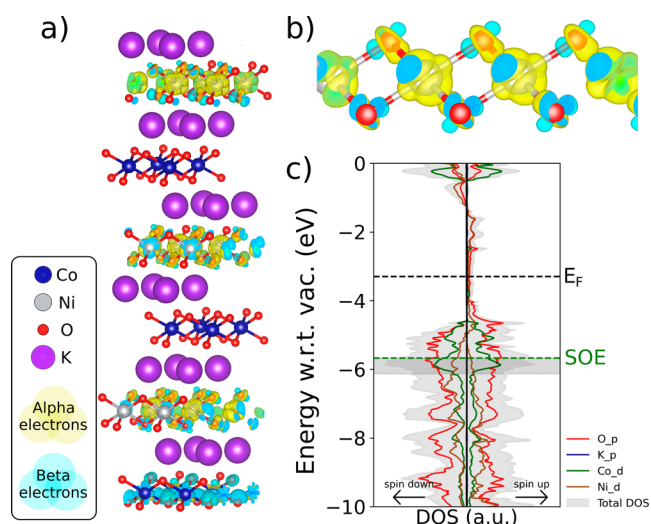 a)
Co
Ni
O
K
Alpha
electrons
Beta
electrons
b)
c)
Energy w.r.t. vac. (eV)
0
−2
−4
−6
−8
−10
E_F
SOE
O_p
K_p
Co_d
Ni_d
Total DOS
spin down
spin up
DOS (a.u.)